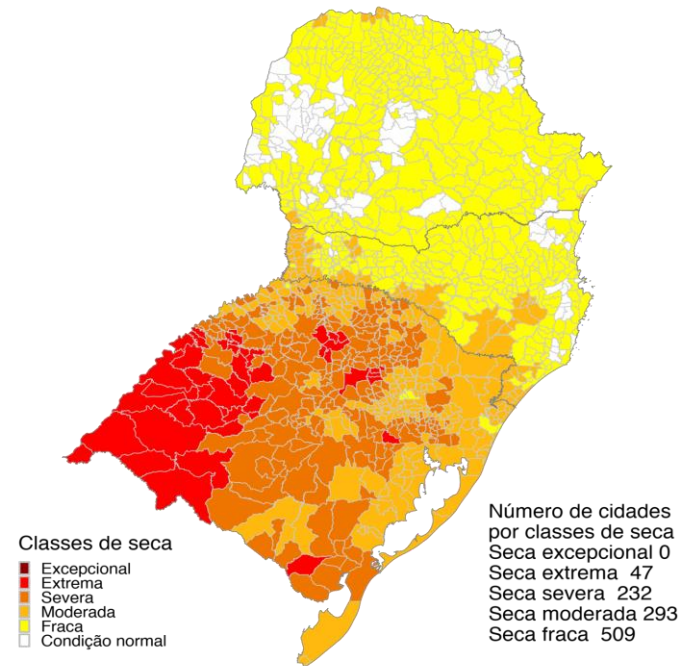 Classes de seca
Excepcional
Extrema
Severa
Moderada
Fraca
Condição normal
Número de cidades
por classes de seca
Seca excepcional 0
Seca extrema 47
Seca severa 232
Seca moderada 293
Seca fraca 509